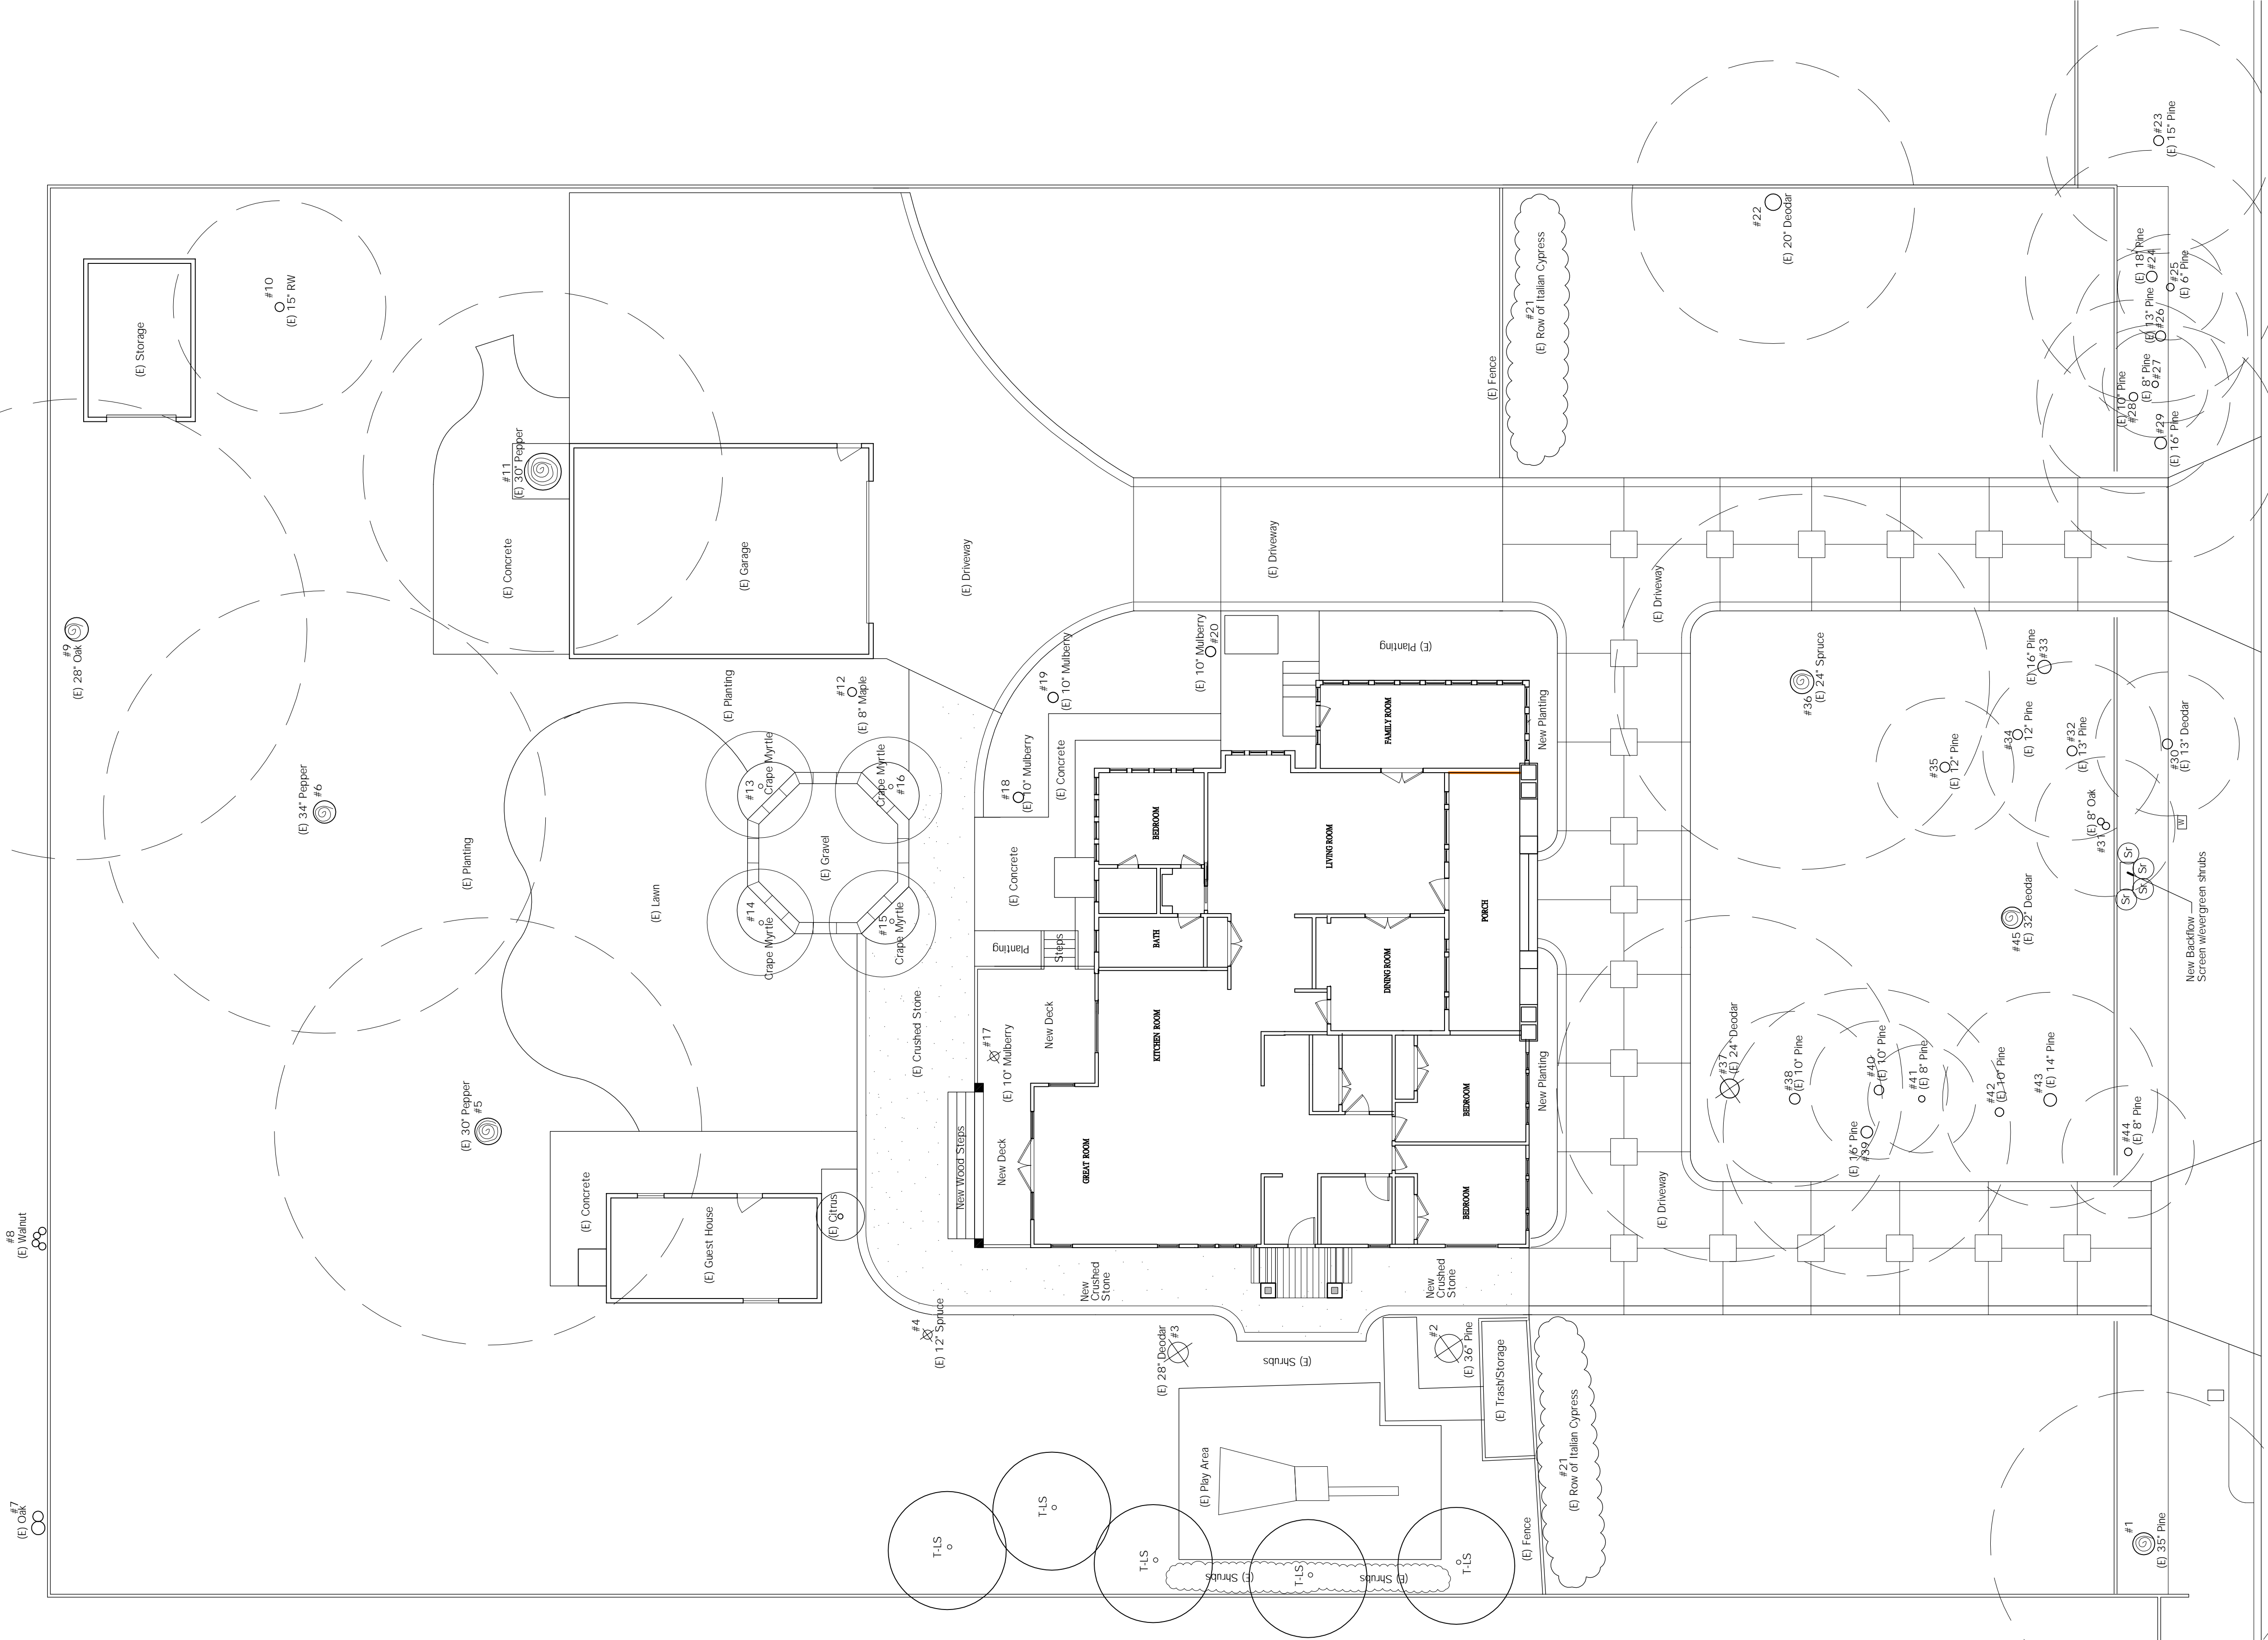 #23
(E) 15" Pine
#22
(E) 20" Deodar
(E) 18" Pine
#24
#25
(E) 6" Pine
(E) 13" Pine
#26
(E) 8" Pine
#27
(E) 10" Pine
#28
#29
(E) 16" Pine
#21
(E) Row of Italian Cypress
(E) Fence
(E) Storage
#10
(E) 15" RW
#11
(E) 30" Pepper
(E) Concrete
(E) Garage
(E) Driveway
(E) Driveway
(E) Driveway
#9
(E) 28" Oak
(E) 34" Pepper
#6
(E) Planting
(E) Planting
#12
(E) 8" Maple
#13
Crape Myrtle
Crape Myrtle
#16
(E) Gravel
#14
Crape Myrtle
#15
Crape Myrtle
(E) Lawn
#19
(E) 10" Mulberry
(E) 10" Mulberry
#20
(E) Planting
#18
(E) 10" Mulberry
(E) Concrete
(E) Concrete
Planting
Steps
BEDROOM
BATH
LIVING ROOM
FAMILY ROOM
PORCH
DINING ROOM
KITCHEN ROOM
GREAT ROOM
BEDROOM
BEDROOM
New Planting
New Planting
#36
(E) 24" Spruce
(E) 16" Pine
#33
#34
(E) 12" Pine
#35
(E) 12" Pine
#32
(E) 13" Pine
#30
(E) 13" Deodar
(E) 8" Oak
#31
W
Sr
Sr
Sr
Sr
New Backflow
Screen w/evergreen shrubs
#45
(E) 32" Deodar
#37
(E) 24" Deodar
#38
(E) 10" Pine
#40
(E) 10" Pine
#41
(E) 8" Pine
(E) 16" Pine
#39
#42
(E) 10" Pine
#43
(E) 14" Pine
#44
(E) 8" Pine
(E) Driveway
(E) Crushed Stone
#17
(E) 10" Mulberry
New Deck
New Deck
New Wood Steps
(E) 30" Pepper
#5
(E) Concrete
(E) Guest House
(E) Citrus
#8
(E) Walnut
#7
(E) Oak
#4
(E) 12" Spruce
New
Crushed
Stone
New
Crushed
Stone
(E) 28" Deodar
#3
(E) Shrubs
#2
(E) 36" Pine
(E) Trash/Storage
(E) Play Area
#21
(E) Row of Italian Cypress
(E) Fence
T-LS
T-LS
T-LS
T-LS
T-LS
(E) Shrubs
(E) Shrubs
#1
(E) 35" Pine